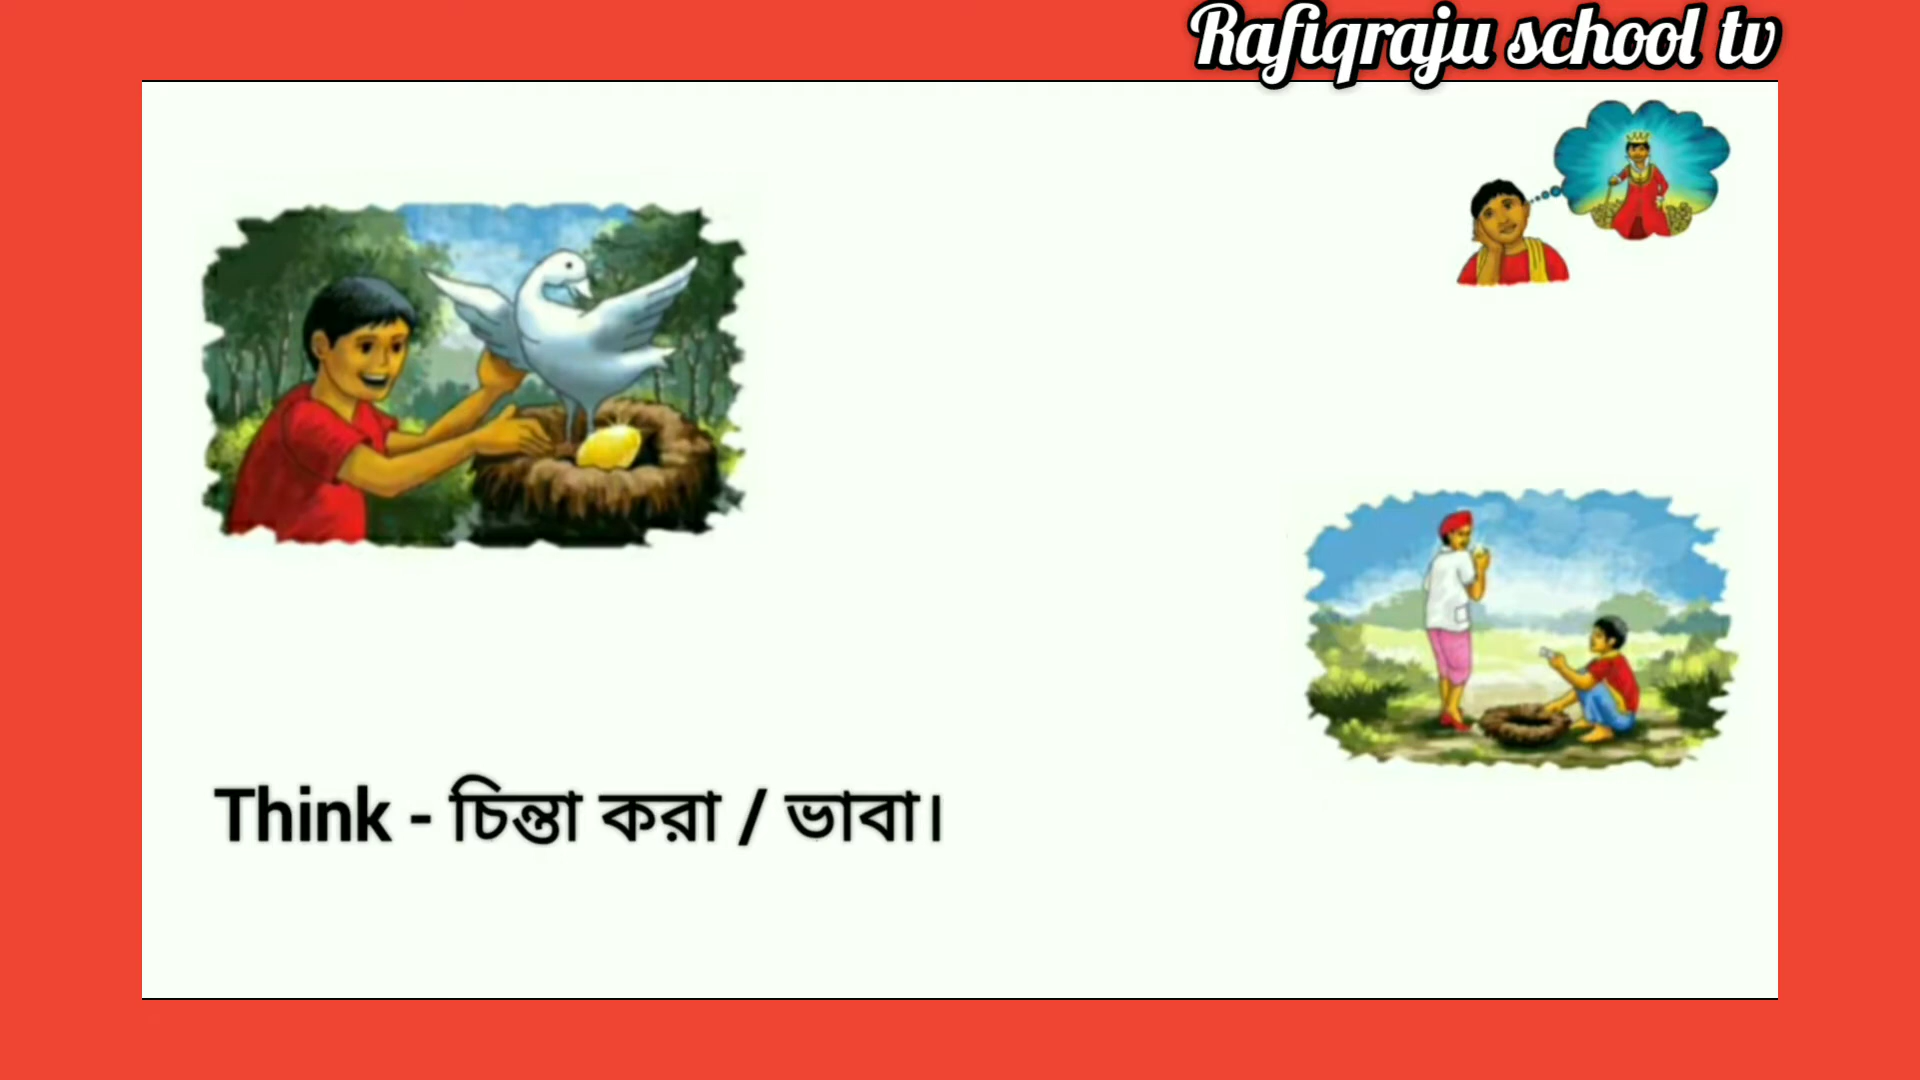 Rafiqraju school tv
Think - চিন্তা করা / ভাবা।